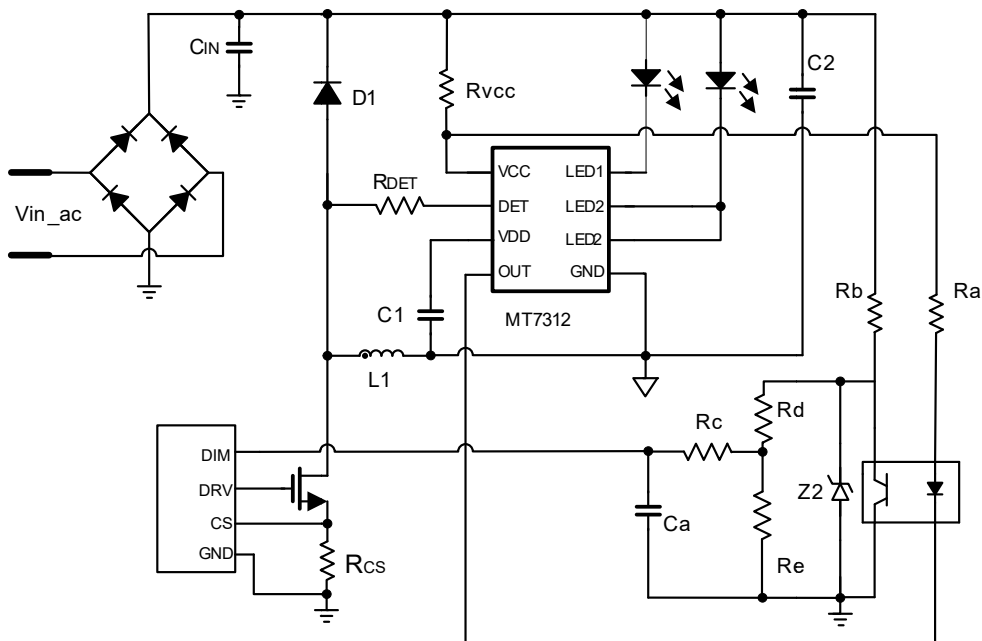 CIN
D1
Rvcc
C2
VCC
LED1
RDET
DET
LED2
Vin_ac
VDD
LED2
OUT
GND
C1
MT7312
Rb
Ra
L1
Rd
Rc
DIM
DRV
Z2
CS
Ca
GND
RCS
Re